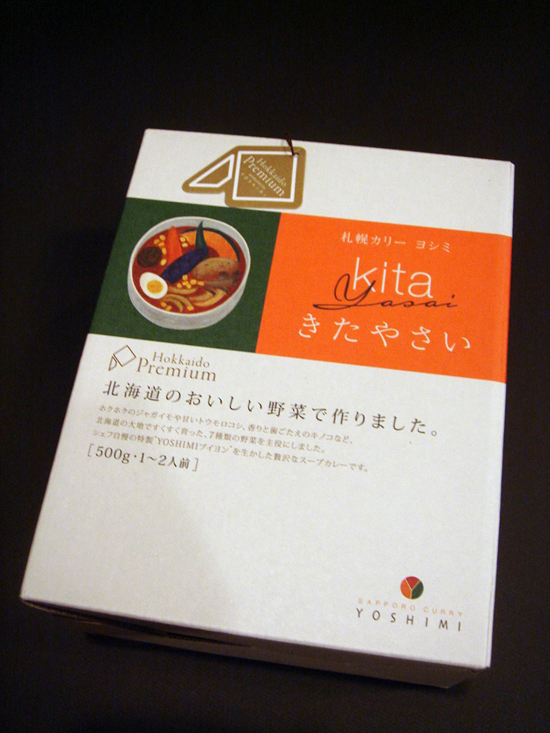 Hokkaido
Premium
札幌カリー ヨシミ
kita
Yasai
きたやさい
Hokkaido
Premium
北海道のおいしい野菜で作りました。
ホクホクのジャガイモや甘いトウモロコシ、香りと歯ごたえのキノコなど、
北海道の大地ですくすく育った、7種類の野菜を主役にしました。
シェフ自慢の特製"YOSHIMIブイヨン"を生かした贅沢なスープカレーです。
[500g・1~2人前]
SAPPORO CURRY
YOSHIMI